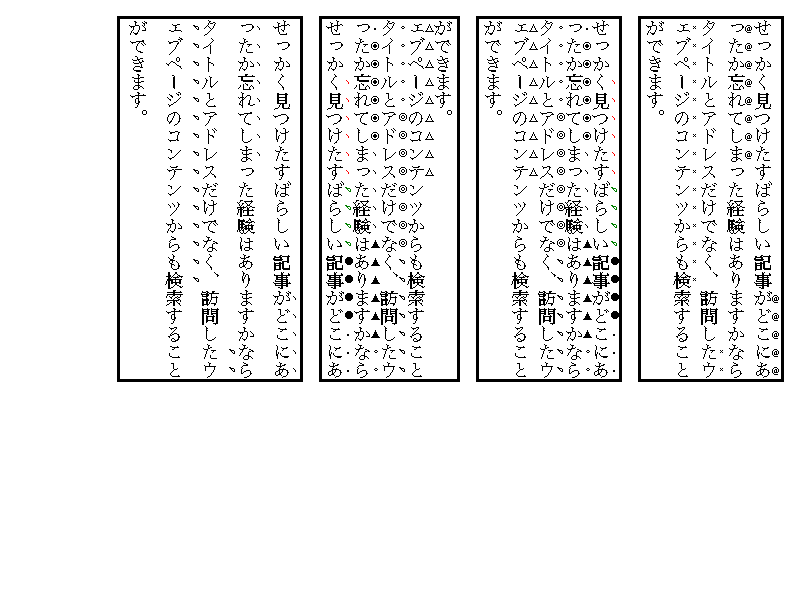 せっかく見つけたすばらしい記事がどこにあ
ったか忘れてしまった経験はありますかなら
タイトルとアドレスだけでなく、訪問したウ
ェブページのコンテンツからも検索すること
ができます。
せっかく見つけたすばらしい記事がどこにあ
ったか忘れてしまった経験はありますかなら
タイトルとアドレスだけでなく、訪問したウ
ェブページのコンテンツからも検索すること
ができます。
せっかく見つけたすばらしい記事がどこにあ
ったか忘れてしまった経験はありますかなら
タイトルとアドレスだけでなく、訪問したウ
ェブページのコンテンツからも検索すること
ができます。
せっかく見つけたすばらしい記事がどこにあ
ったか忘れてしまった経験はありますかなら
タイトルとアドレスだけでなく、訪問したウ
ェブページのコンテンツからも検索すること
ができます。